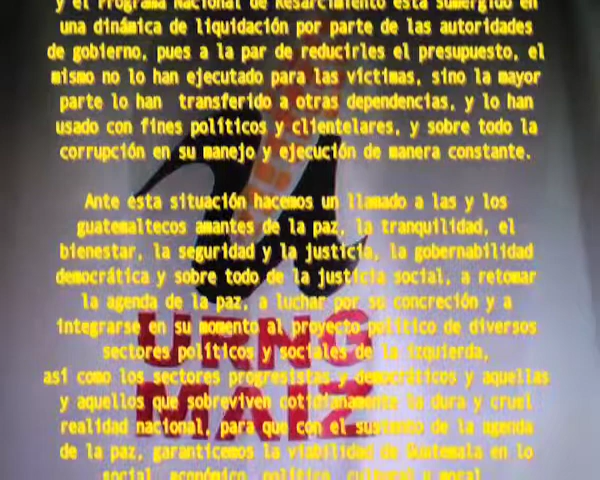 y el Programa Nacional de Resarcimiento está sumergido en
una dinámica de liquidación por parte de las autoridades
de gobierno, pues a la par de reducirles el presupuesto, el
mismo no lo han ejecutado para las víctimas, sino la mayor
parte lo han transferido a otras dependencias, y lo han
usado con fines políticos y clientelares, y sobre todo la
corrupción en su manejo y ejecución de manera constante.
Ante esta situación hacemos un llamado a las y los
guatemaltecos amantes de la paz, la tranquilidad, el
bienestar, la seguridad y la justicia, la gobernabilidad
democrática y sobre todo de la justicia social, a retomar
la agenda de la paz, a luchar por su concreción y a
integrarse en su momento al proyecto político de diversos
sectores políticos y sociales de la izquierda,
así como los sectores progresistas y democráticos y aquellas
y aquellos que sobreviven cotidianamente la dura y cruel
realidad nacional, para que con el sustento de la agenda
de la paz, garanticemos la viabilidad de Guatemala en lo
social, económico, político, cultural y moral
URNG
MAIZ